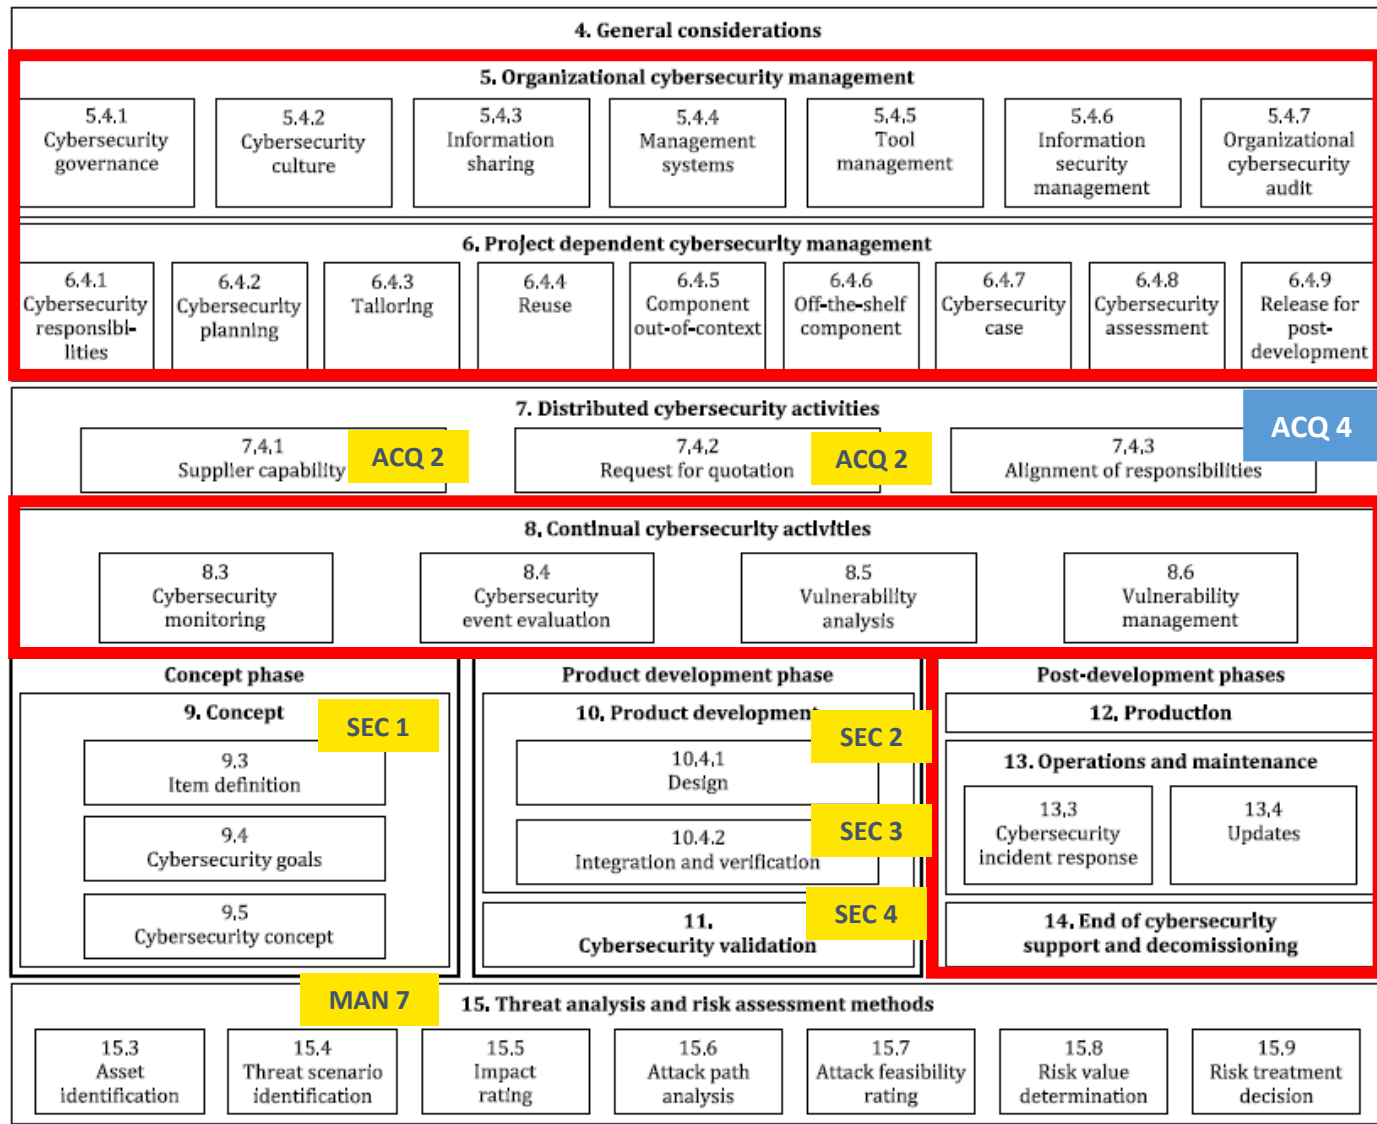 4. General considerations
5. Organizational cybersecurity management
5.4.1
Cybersecurity
governance
5.4.2
Cybersecurity
culture
5.4.3
Information
sharing
5.4.4
Management
systems
5.4.5
Tool
management
5.4.6
Information
security
management
5.4.7
Organizational
cybersecurity
audit
6. Project dependent cybersecurity management
6.4.1
Cybersecurity
responsibi-
lities
6.4.2
Cybersecurity
planning
6.4.3
Tailoring
6.4.4
Reuse
6.4.5
Component
out-of-context
6.4.6
Off-the-shelf
component
6.4.7
Cybersecurity
case
6.4.8
Cybersecurity
assessment
6.4.9
Release for
post-
development
7. Distributed cybersecurity activities
ACQ 4
7.4.1
Supplier capability
ACQ 2
7.4.2
Request for quotation
ACQ 2
7.4.3
Alignment of responsibilities
8. Continual cybersecurity activities
8.3
Cybersecurity
monitoring
8.4
Cybersecurity
event evaluation
8.5
Vulnerability
analysis
8.6
Vulnerability
management
Concept phase
9. Concept
SEC 1
9.3
Item definition
9.4
Cybersecurity goals
9.5
Cybersecurity concept
Product development phase
10. Product development
SEC 2
10.4.1
Design
10.4.2
Integration and verification
SEC 3
SEC 4
11.
Cybersecurity validation
Post-development phases
12. Production
13. Operations and maintenance
13.3
Cybersecurity
incident response
13.4
Updates
14. End of cybersecurity
support and decomissioning
MAN 7
15. Threat analysis and risk assessment methods
15.3
Asset
identification
15.4
Threat scenario
identification
15.5
Impact
rating
15.6
Attack path
analysis
15.7
Attack feasibility
rating
15.8
Risk value
determination
15.9
Risk treatment
decision